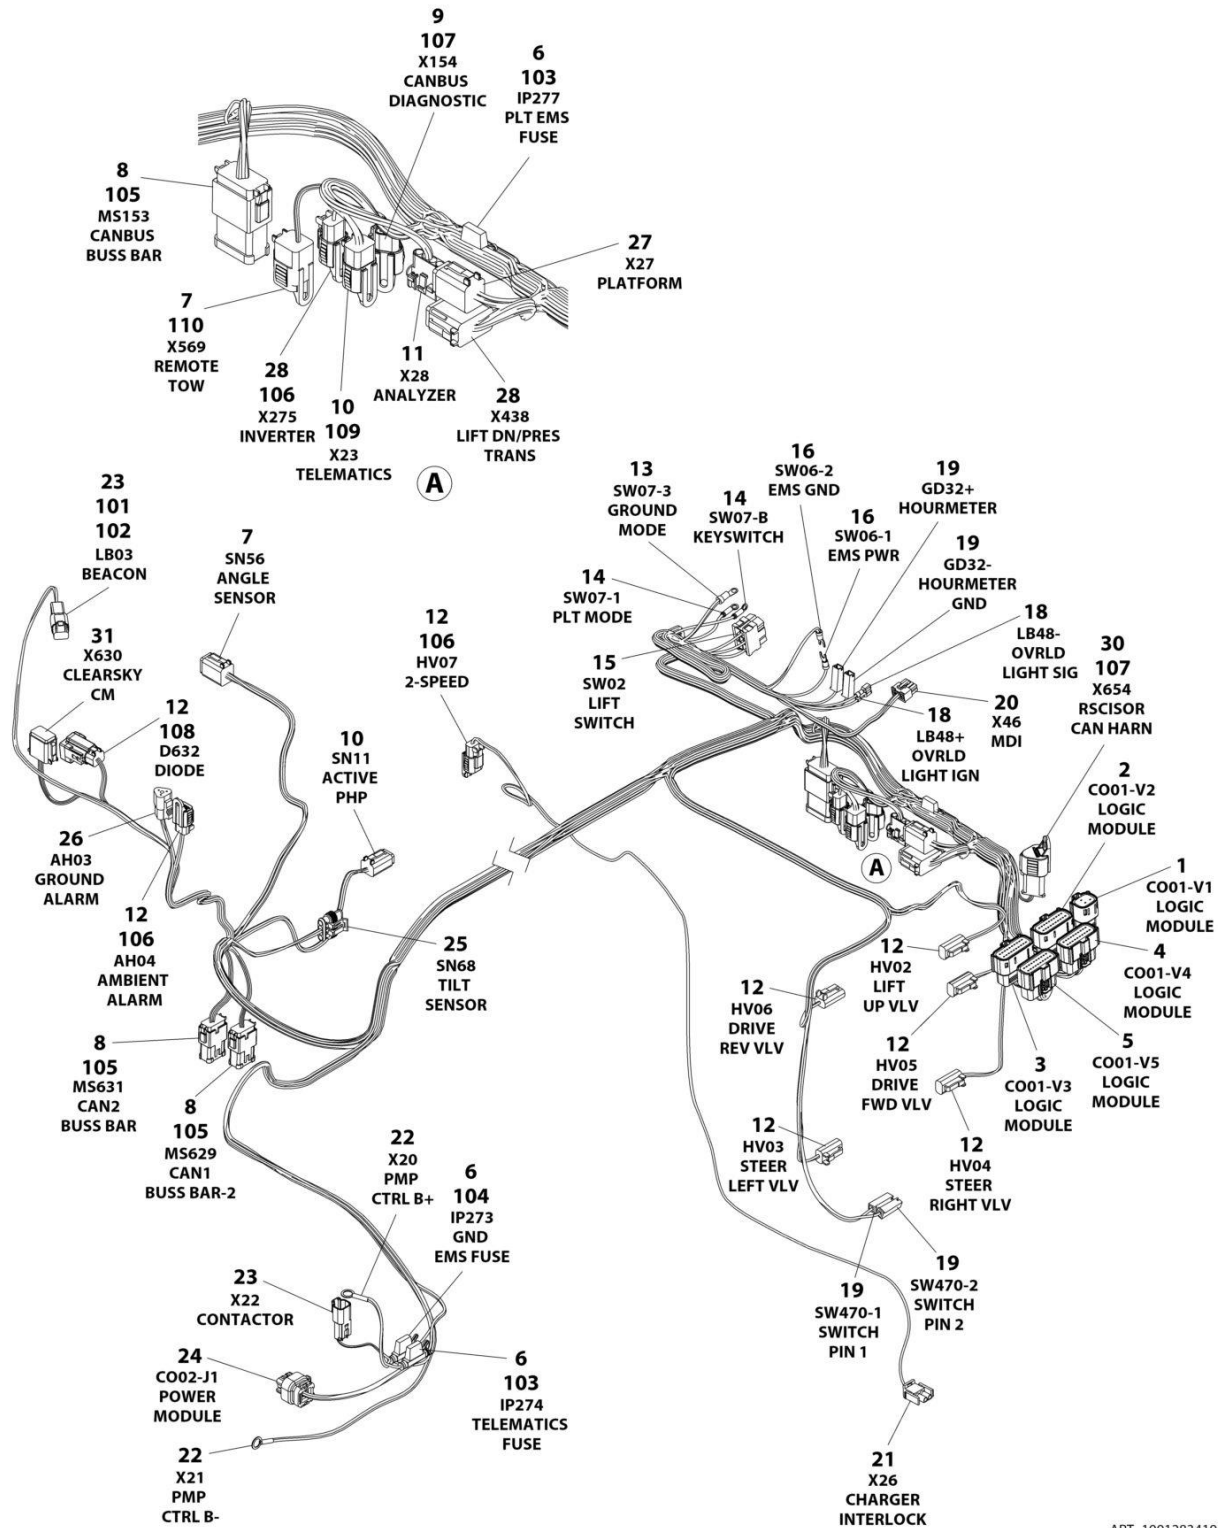 9
107
X154
CANBUS
DIAGNOSTIC
6
103
IP277
PLT EMS
FUSE
8
105
MS153
CANBUS
BUSS BAR
27
X27
PLATFORM
7
110
X569
REMOTE
TOW
28
106
X275
INVERTER
10
109
X23
TELEMATICS
11
X28
ANALYZER
28
X438
LIFT DN/PRES
TRANS
A
23
101
102
LB03
BEACON
7
SN56
ANGLE
SENSOR
31
X630
CLEARSKY
CM
12
108
D632
DIODE
12
106
HV07
2-SPEED
10
SN11
ACTIVE
PHP
26
AH03
GROUND
ALARM
12
106
AH04
AMBIENT
ALARM
25
SN68
TILT
SENSOR
8
105
MS631
CAN2
BUSS BAR
8
105
MS629
CAN1
BUSS BAR-2
13
SW07-3
GROUND
MODE
14
SW07-B
KEYSWITCH
14
SW07-1
PLT MODE
15
SW02
LIFT
SWITCH
16
SW06-2
EMS GND
16
SW06-1
EMS PWR
19
GD32+
HOURMETER
19
GD32-
HOURMETER
GND
18
LB48-
OVRLD
LIGHT SIG
18
LB48+
OVRLD
LIGHT IGN
20
X46
MDI
30
107
X654
RSCISOR
CAN HARN
2
CO01-V2
LOGIC
MODULE
1
CO01-V1
LOGIC
MODULE
A
4
CO01-V4
LOGIC
MODULE
5
CO01-V5
LOGIC
MODULE
3
CO01-V3
LOGIC
MODULE
12
HV02
LIFT
UP VLV
12
HV06
DRIVE
REV VLV
12
HV05
DRIVE
FWD VLV
12
HV03
STEER
LEFT VLV
12
HV04
STEER
RIGHT VLV
19
SW470-1
SWITCH
PIN 1
19
SW470-2
SWITCH
PIN 2
22
X20
PMP
CTRL B+
6
104
IP273
GND
EMS FUSE
23
X22
CONTACTOR
24
CO02-J1
POWER
MODULE
6
103
IP274
TELEMATICS
FUSE
22
X21
PMP
CTRL B-
21
X26
CHARGER
INTERLOCK